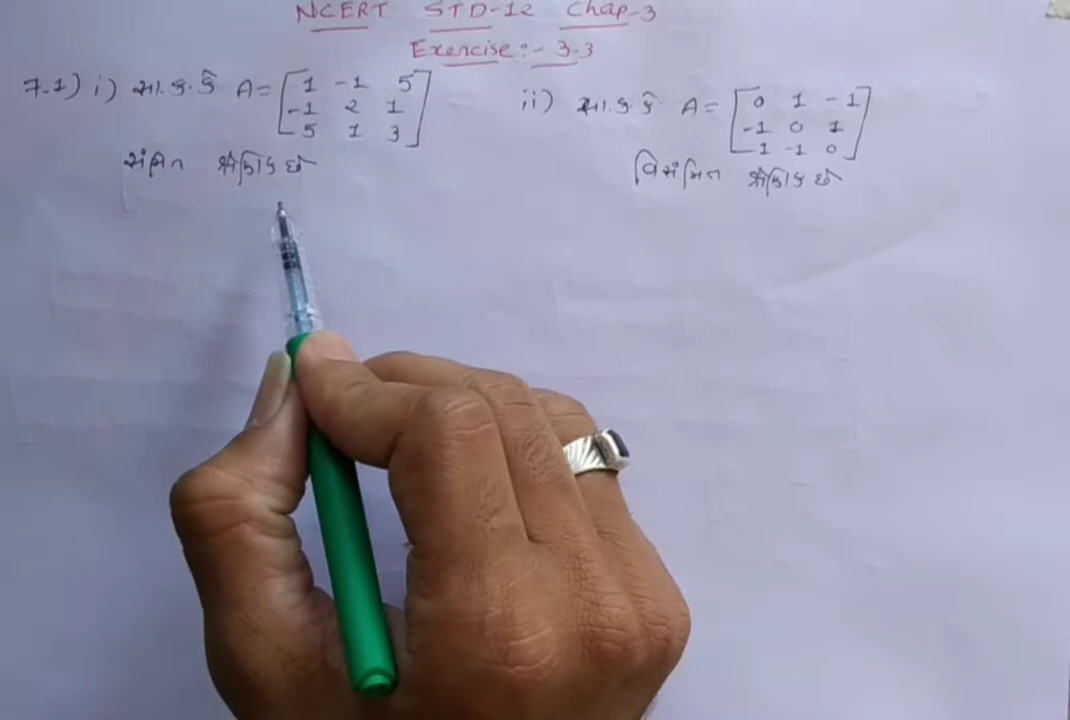 NCERT STD-12 Chap-3
Exercise:- 3.3
7.1) i) સા.કુ.કે A = [ 1 -1 5
-1 2 1
5 1 3 ]
સંમિત શ્રેણિક છે
ii) સા.કુ.કે. A = [ 0 1 -1
-1 0 1
1 -1 0 ]
વિસંમિત શ્રેણિક છે